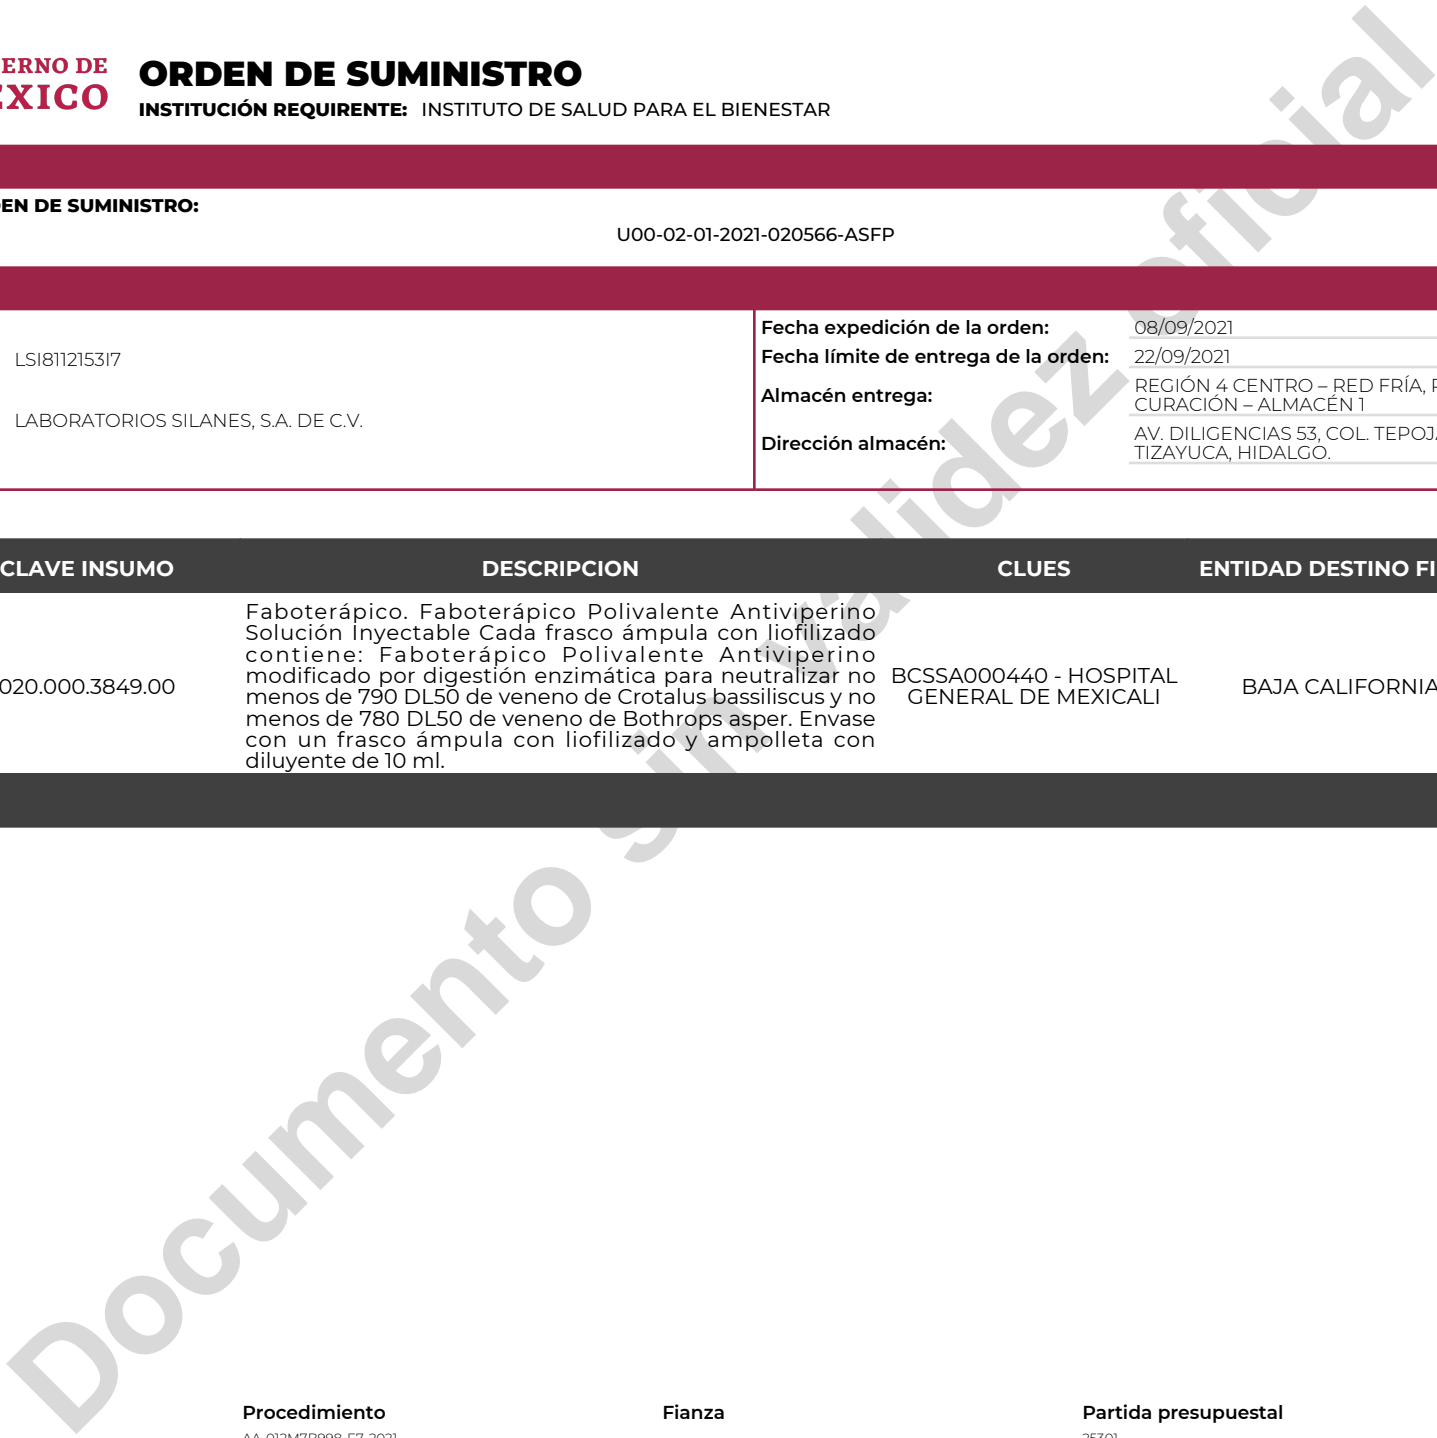 ERNO DE
ÉXICO
ORDEN DE SUMINISTRO
INSTITUCIÓN REQUIRENTE: INSTITUTO DE SALUD PARA EL BIENESTAR
EN DE SUMINISTRO:
U00-02-01-2021-020566-ASFP
LSI8112153I7
LABORATORIOS SILANES, S.A. DE C.V.
Fecha expedición de la orden: 08/09/2021
Fecha límite de entrega de la orden: 22/09/2021
Almacén entrega: REGIÓN 4 CENTRO – RED FRÍA,
CURACIÓN – ALMACÉN 1
Dirección almacén: AV. DILIGENCIAS 53, COL. TEPOJA
TIZAYUCA, HIDALGO.
CLAVE INSUMO DESCRIPCION CLUES ENTIDAD DESTINO FI
020.000.3849.00
Faboterápico. Faboterápico Polivalente Antiviperino
Solución Inyectable Cada frasco ámpula con liofilizado
contiene: Faboterápico Polivalente Antiviperino
modificado por digestión enzimática para neutralizar no
menos de 790 DL50 de veneno de Crotalus bassiliscus y no
menos de 780 DL50 de veneno de Bothrops asper. Envase
con un frasco ámpula con liofilizado y ampolleta con
diluyente de 10 ml.
BCSSA000440 - HOSPITAL
GENERAL DE MEXICALI
BAJA CALIFORNIA
Documento sin validez oficial
Procedimiento Fianza Partida presupuestal